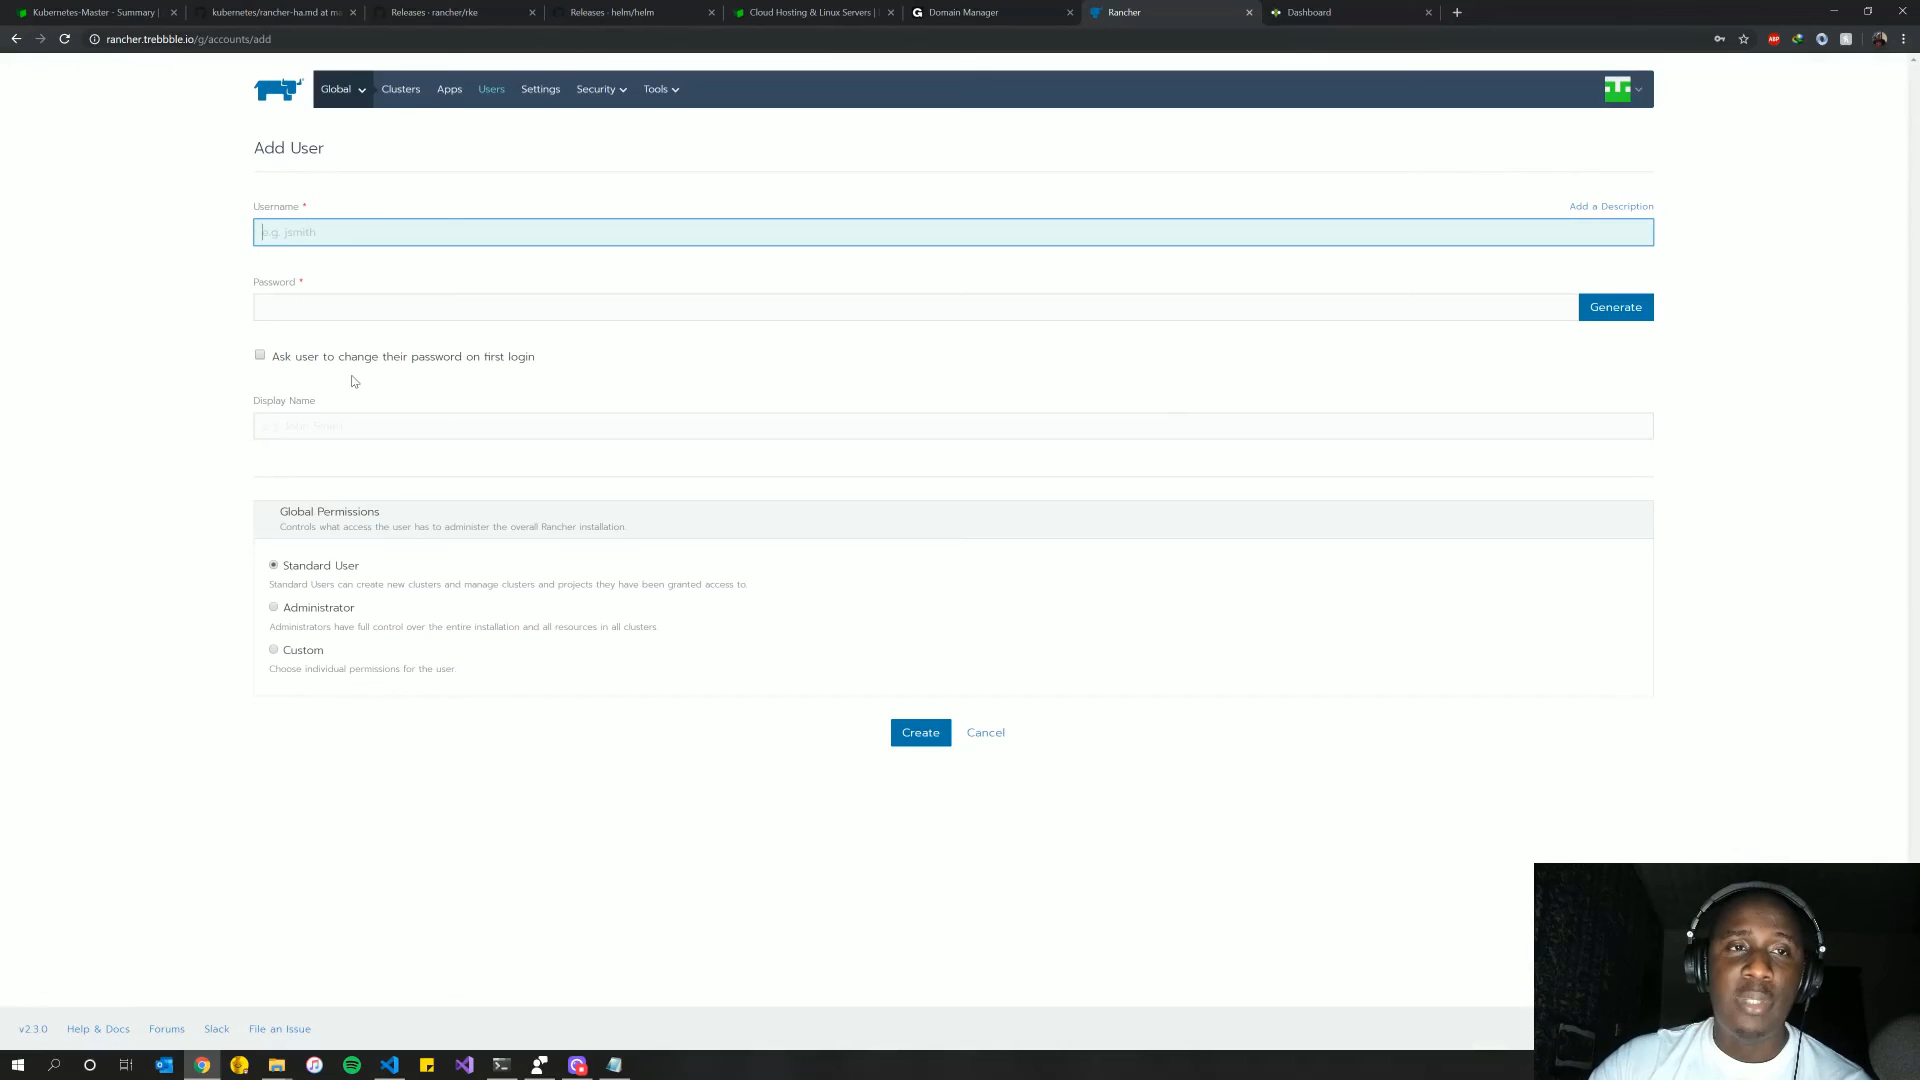 Kubernetes-Master - Summary |
kubernetes/rancher-ha.md at ma
Releases · rancher/rke
Releases · helm/helm
Cloud Hosting & Linux Servers |
Domain Manager
Rancher
Dashboard
rancher.trebbble.io/g/accounts/add
ABP
Global
Clusters
Apps
Users
Settings
Security
Tools
Add User
Username *
Add a Description
e.g. jsmith
Password *
Generate
Ask user to change their password on first login
Display Name
e.g. John Smith
Global Permissions
Controls what access the user has to administer the overall Rancher installation.
Standard User
Standard Users can create new clusters and manage clusters and projects they have been granted access to.
Administrator
Administrators have full control over the entire installation and all resources in all clusters.
Custom
Choose individual permissions for the user.
Create
Cancel
v2.3.0
Help & Docs
Forums
Slack
File an Issue